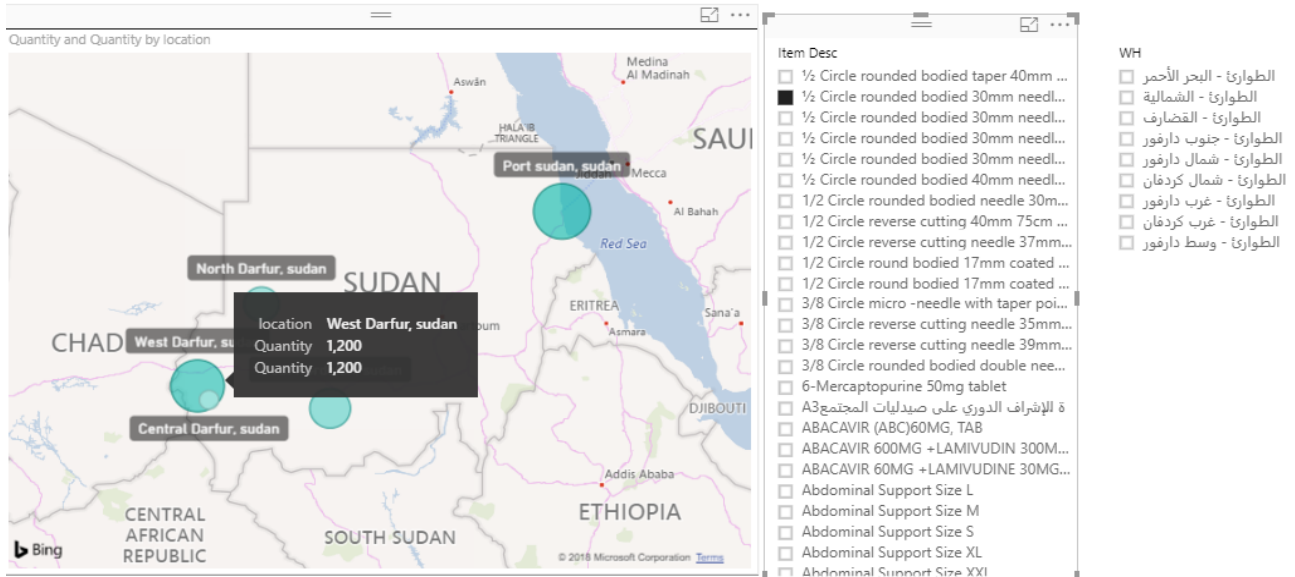 Quantity and Quantity by location
Medina
Al Madinah
Aswân
HALA'IB
TRIANGLE
SAUI
Port sudan, sudan
Jiddah
Mecca
Al Bahah
Red Sea
North Darfur, sudan
SUDAN
ERITREA
Sana'a
Asmara
CHAD
West Darfur, su
location West Darfur, sudan
Quantity 1,200
Quantity 1,200
Central Darfur, sudan
DJIBOUTI
Addis Ababa
ETHIOPIA
CENTRAL
AFRICAN
REPUBLIC
SOUTH SUDAN
Bing
© 2018 Microsoft Corporation Terms
Item Desc
½ Circle rounded bodied taper 40mm ...
½ Circle rounded bodied 30mm needl...
½ Circle rounded bodied 30mm needl...
½ Circle rounded bodied 30mm needl...
½ Circle rounded bodied 30mm needl...
½ Circle rounded bodied 40mm needl...
1/2 Circle rounded bodied needle 30m...
1/2 Circle reverse cutting 40mm 75cm ...
1/2 Circle reverse cutting needle 37mm...
1/2 Circle round bodied 17mm coated ...
1/2 Circle round bodied 17mm coated ...
3/8 Circle micro -needle with taper poi...
3/8 Circle reverse cutting needle 35mm...
3/8 Circle reverse cutting needle 39mm...
3/8 Circle rounded bodied double nee...
6-Mercaptopurine 50mg tablet
ة للإشراف الدوري على صيدليات المجتمعA3
ABACAVIR (ABC)60MG, TAB
ABACAVIR 600MG +LAMIVUDIN 300M...
ABACAVIR 60MG +LAMIVUDINE 30MG...
Abdominal Support Size L
Abdominal Support Size M
Abdominal Support Size S
Abdominal Support Size XL
Abdominal Support Size XXL
WH
الطوارئ - البحر الأحمر
الطوارئ - الشمالية
الطوارئ - القضارف
الطوارئ - جنوب دارفور
الطوارئ - شمال دارفور
الطوارئ - شمال كردفان
الطوارئ - غرب دارفور
الطوارئ - غرب كردفان
الطوارئ - وسط دارفور